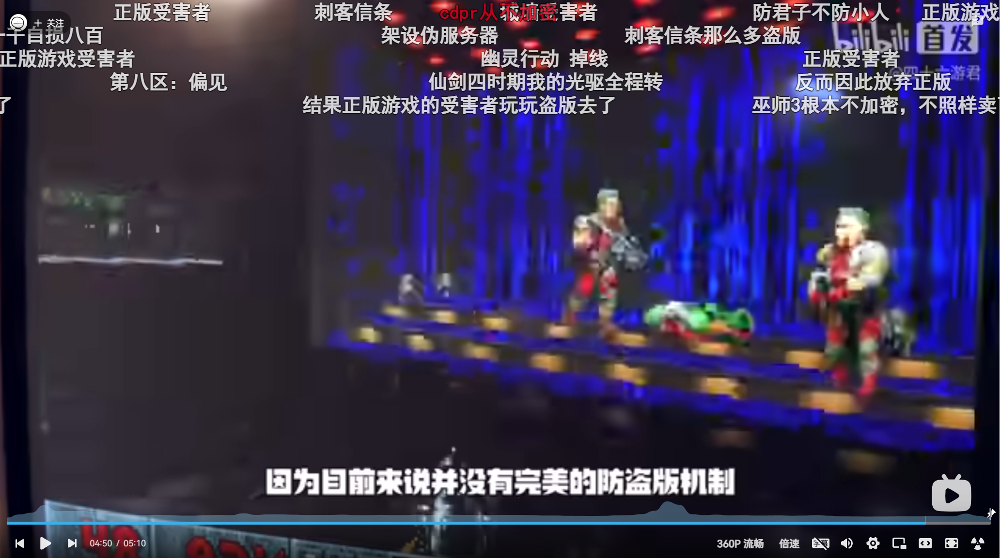 正版受害者
刺客信条
cdpr从不加密
受害者
防君子不防小人
正版游戏
+ 关注
一千自损八百
架设伪服务器
刺客信条那么多盗版
bilibili 首发
正版游戏受害者
幽灵行动 掉线
正版受害者
第八区：偏见
仙剑四时期我的光驱全程转
反而因此放弃正版
了
结果正版游戏的受害者玩玩盗版去了
巫师3根本不加密，不照样卖
因为目前来说并没有完美的防盗版机制
04:50 / 05:10
360P 流畅
倍速
字幕